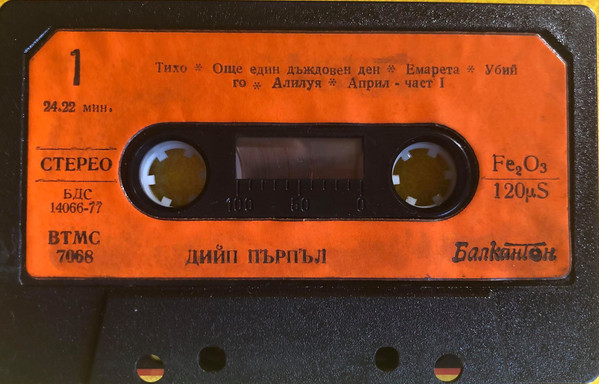 1
Тихо * Още един дъждовен ден * Емарета * Убий
го * Алилуя * Април - част I
24.22 мин.
СТЕРЕО
Fe₂O₃
120µS
БДС
14066-77
100 50 0
ВТМС
7068
ДИЙП ПЪРПЪЛ
Балкантон